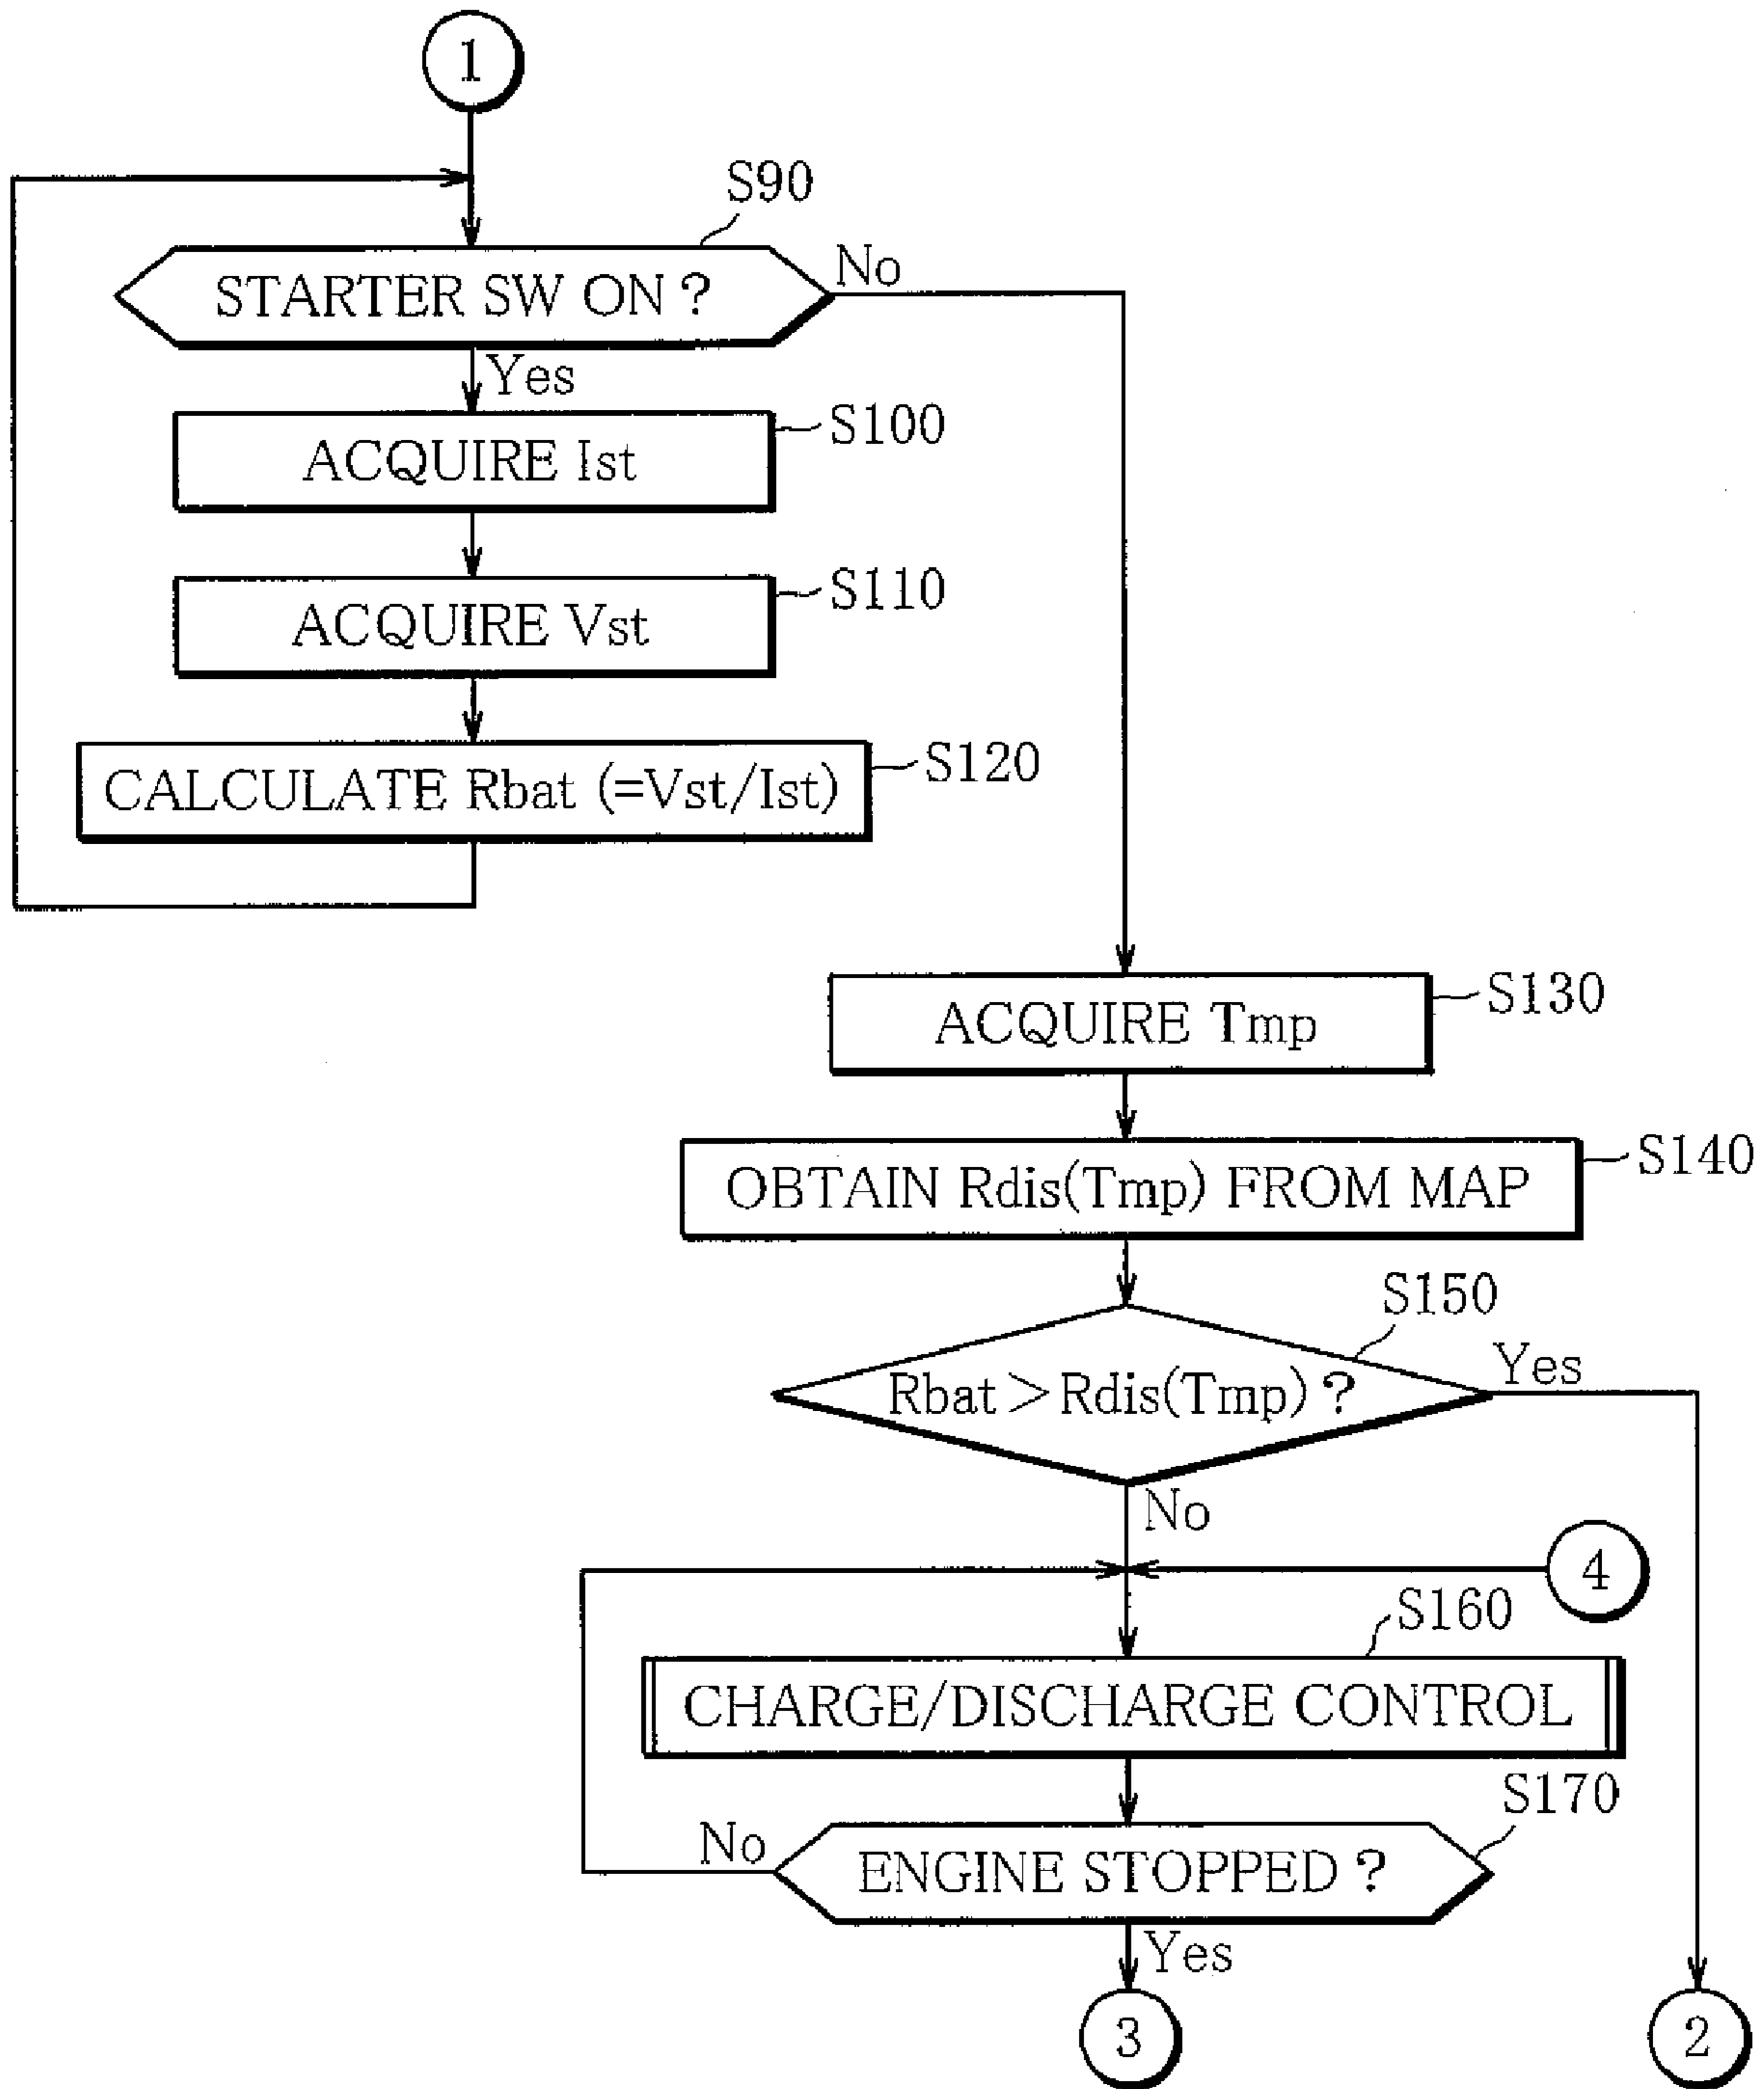 1
S90
STARTER SW ON ?
No
Yes
S100
ACQUIRE Ist
S110
ACQUIRE Vst
S120
CALCULATE Rbat (=Vst/Ist)
S130
ACQUIRE Tmp
S140
OBTAIN Rdis(Tmp) FROM MAP
S150
Rbat > Rdis(Tmp) ?
Yes
No
4
S160
CHARGE/DISCHARGE CONTROL
S170
No
ENGINE STOPPED ?
Yes
3
2